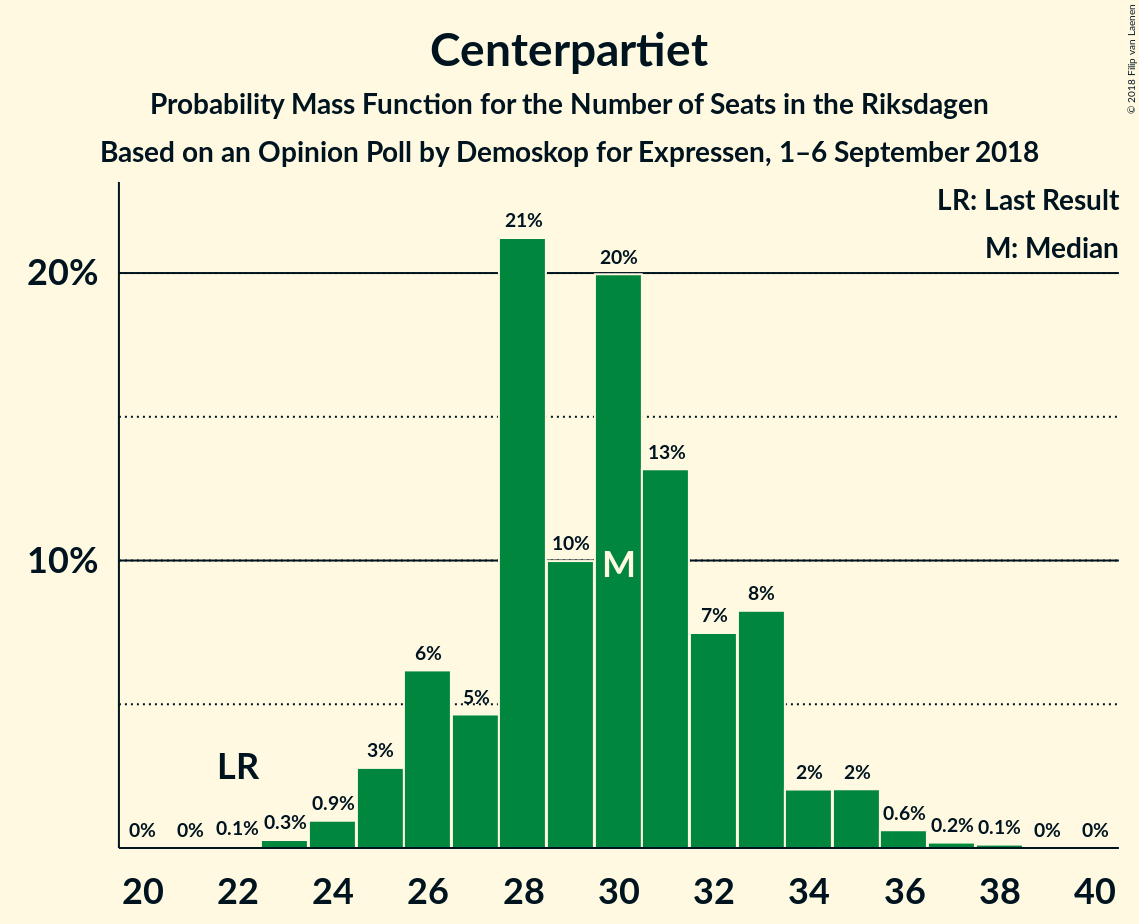 Centerpartiet
Probability Mass Function for the Number of Seats in the Riksdagen
Based on an Opinion Poll by Demoskop for Expressen, 1–6 September 2018
© 2018 Filip van Laenen
LR: Last Result
M: Median
20%
10%
0% 0% 0.1% 0.3% 0.9% 3% 6% 5% 21% 10% 20% 13% 7% 8% 2% 2% 0.6% 0.2% 0.1% 0% 0%
LR
M
20 22 24 26 28 30 32 34 36 38 40